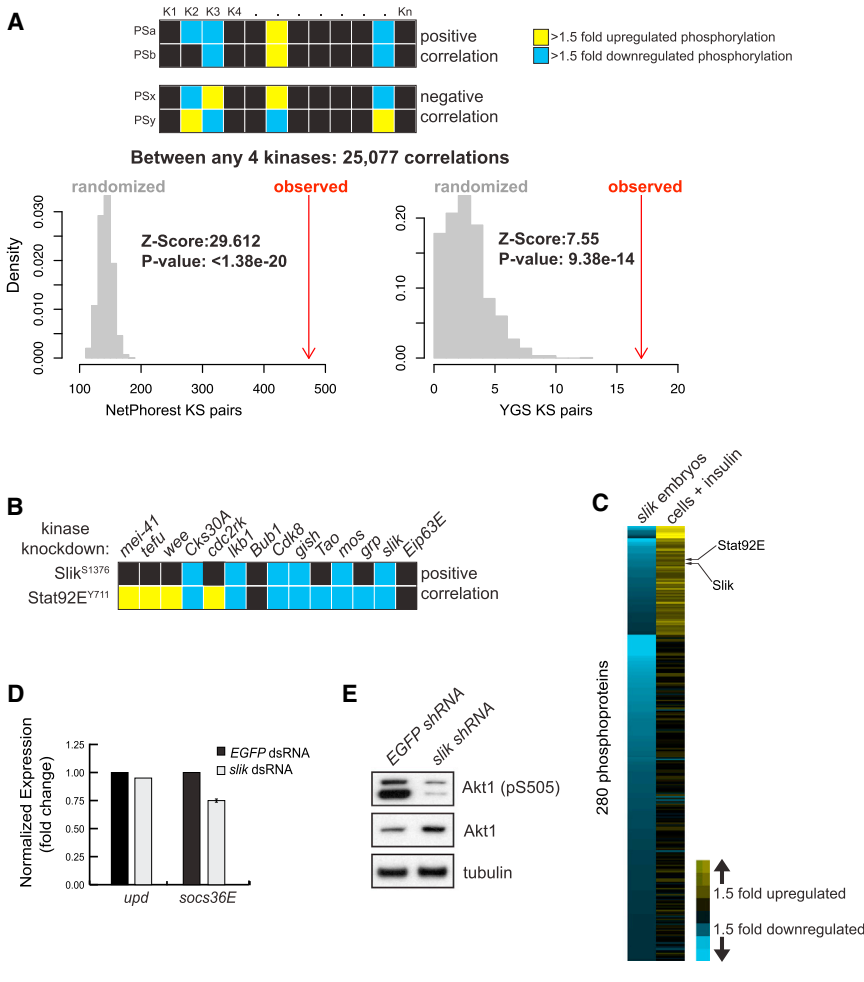 A
K1 K2 K3 K4 . . . . . . . Kn
PSa
PSb
positive
correlation
>1.5 fold upregulated phosphorylation
>1.5 fold downregulated phosphorylation
PSx
PSy
negative
correlation
Between any 4 kinases: 25,077 correlations
randomized
observed
Z-Score:29.612
P-value: <1.38e-20
Density
0.030
0.020
0.010
0.000
100 200 300 400 500
NetPhorest KS pairs
randomized
observed
Z-Score:7.55
P-value: 9.38e-14
0.20
0.10
0.00
0 5 10 15 20
YGS KS pairs
B
kinase
knockdown:
mei-41
tefu
wee
Cks30A
cdc2rk
lkb1
Bub1
Cdk8
gish
Tao
mos
grp
slik
Eip63E
SlikS1376
Stat92EY711
positive
correlation
C
slik embryos
cells + insulin
Stat92E
Slik
280 phosphoproteins
1.5 fold upregulated
1.5 fold downregulated
D
Normalized Expression
(fold change)
1.25
1.00
0.75
0.50
0.25
0.00
EGFP dsRNA
slik dsRNA
upd socs36E
E
EGFP shRNA
slik shRNA
Akt1 (pS505)
Akt1
tubulin